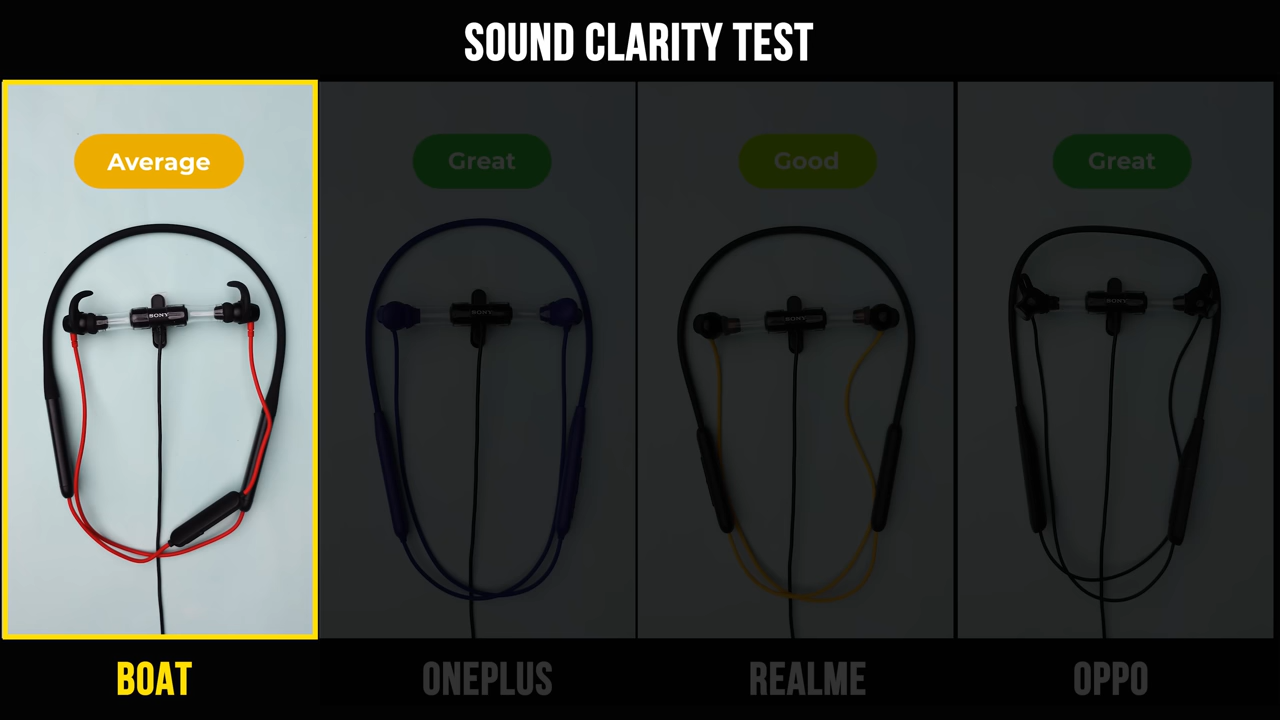 SOUND CLARITY TEST
Average
Great
Good
Great
SONY
SONY
SONY
SONY
BOAT
ONEPLUS
REALME
OPPO